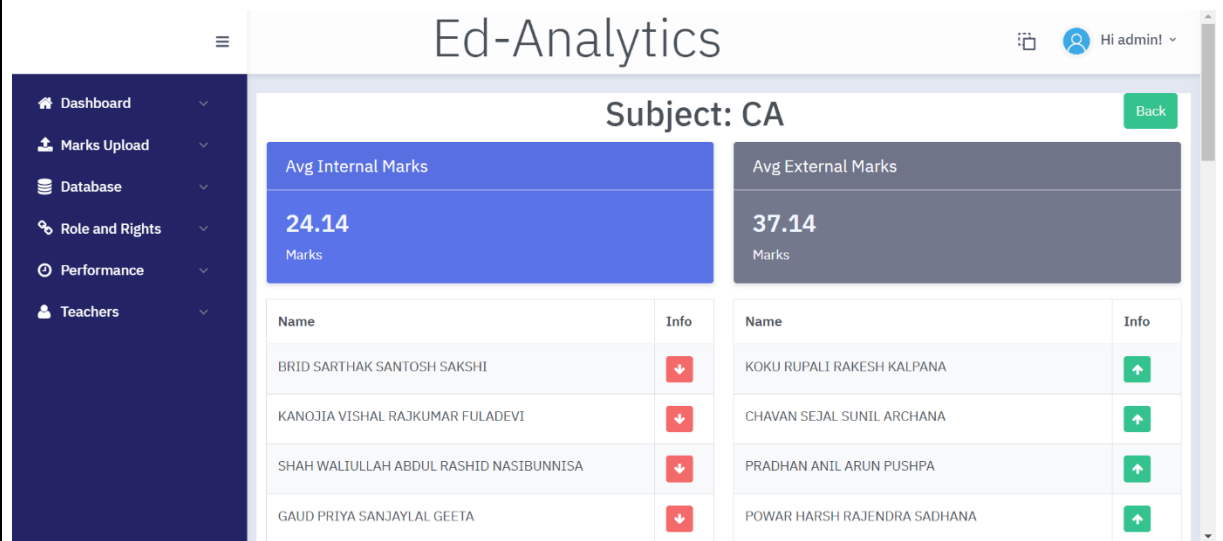 Ed-Analytics
Hi admin!
Dashboard
Marks Upload
Database
Role and Rights
Performance
Teachers
Subject: CA
Back
Avg Internal Marks
24.14
Marks
Avg External Marks
37.14
Marks
Name Info
BRID SARTHAK SANTOSH SAKSHI
KANOJIA VISHAL RAJKUMAR FULADEVI
SHAH WALIULLAH ABDUL RASHID NASIBUNNISA
GAUD PRIYA SANJAYLAL GEETA
Name Info
KOKU RUPALI RAKESH KALPANA
CHAVAN SEJAL SUNIL ARCHANA
PRADHAN ANIL ARUN PUSHPA
POWAR HARSH RAJENDRA SADHANA